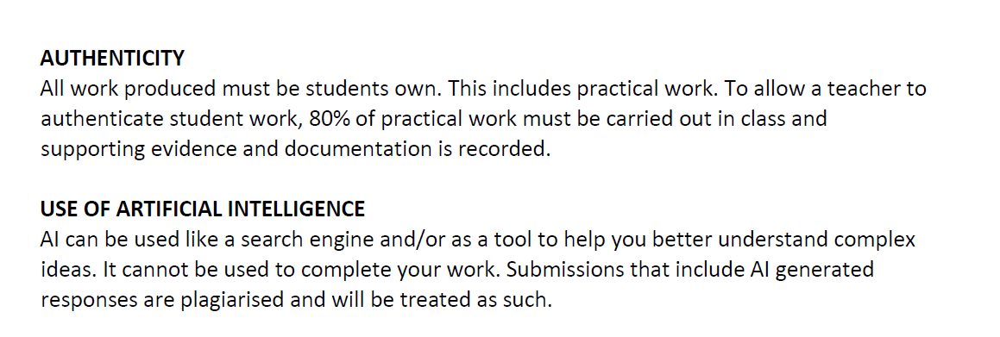 AUTHENTICITY
All work produced must be students own. This includes practical work. To allow a teacher to
authenticate student work, 80% of practical work must be carried out in class and
supporting evidence and documentation is recorded.
USE OF ARTIFICIAL INTELLIGENCE
AI can be used like a search engine and/or as a tool to help you better understand complex
ideas. It cannot be used to complete your work. Submissions that include AI generated
responses are plagiarised and will be treated as such.